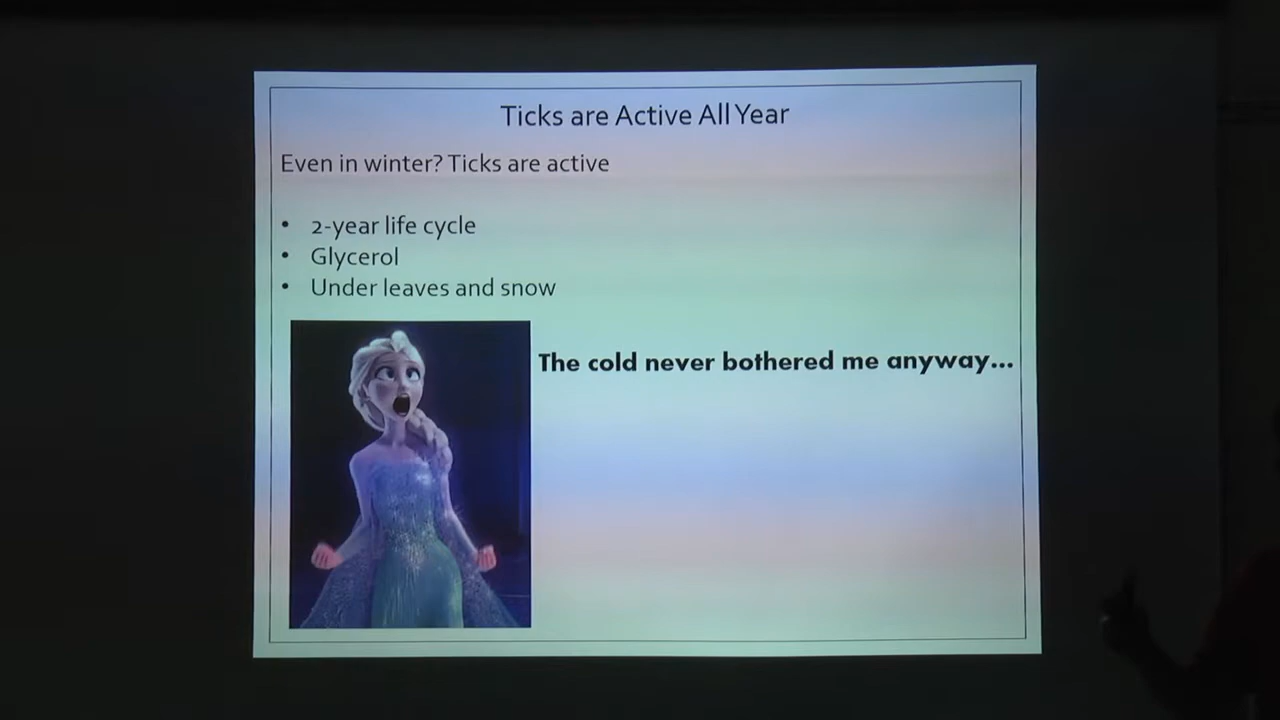 Ticks are Active All Year
Even in winter? Ticks are active
• 2-year life cycle
• Glycerol
• Under leaves and snow
The cold never bothered me anyway...